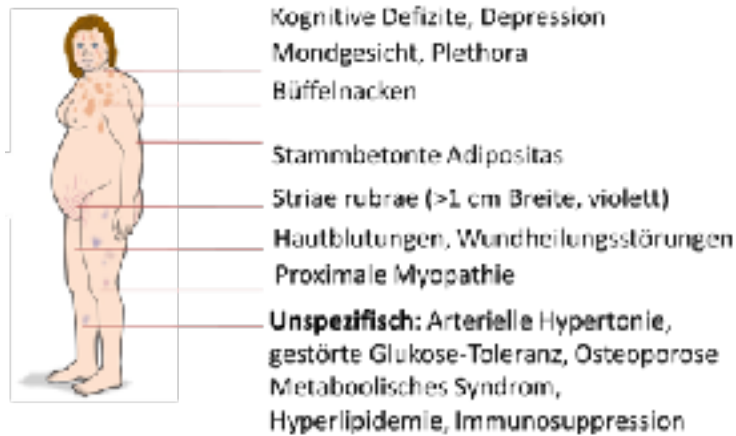 Kognitive Defizite, Depression
Mondgesicht, Plethora
Büffelnacken
Stammbetonte Adipositas
Striae rubrae (>1 cm Breite, violett)
Hautblutungen, Wundheilungsstörungen
Proximale Myopathie
Unspezifisch: Arterielle Hypertonie,
gestörte Glukose-Toleranz, Osteoporose
Metaboolisches Syndrom,
Hyperlipidemie, Immunosuppression